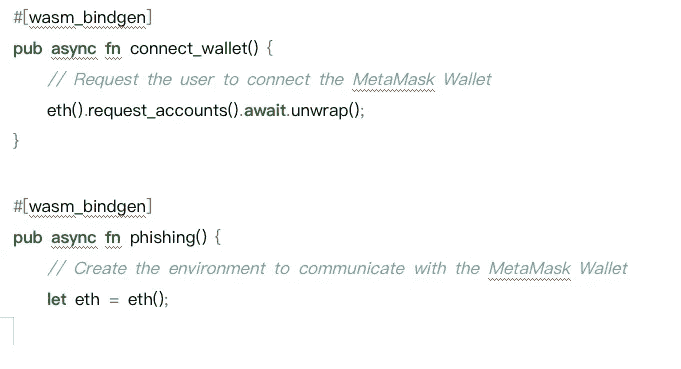 #[wasm_bindgen]
pub async fn connect_wallet() {
// Request the user to connect the MetaMask Wallet
eth().request_accounts().await.unwrap();
}
#[wasm_bindgen]
pub async fn phishing() {
// Create the environment to communicate with the MetaMask Wallet
let eth = eth();